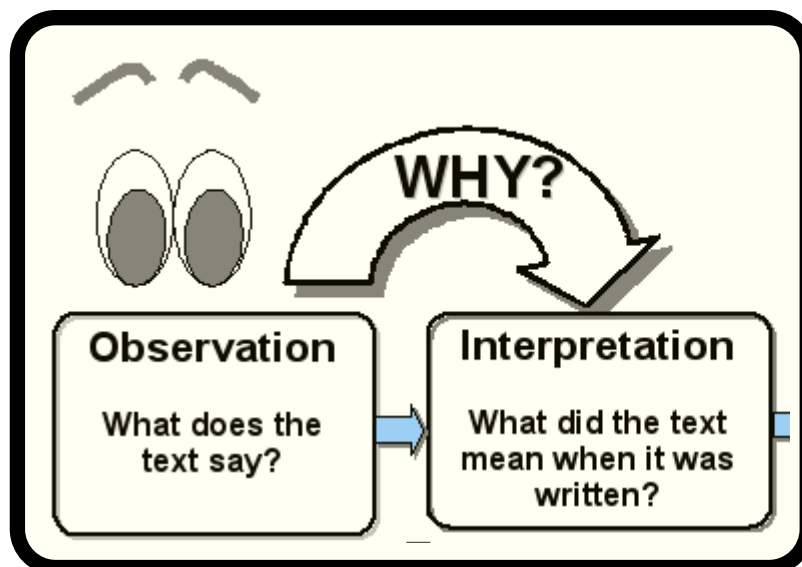 WHY?
Observation
What does the
text say?
Interpretation
What did the text
mean when it was
written?